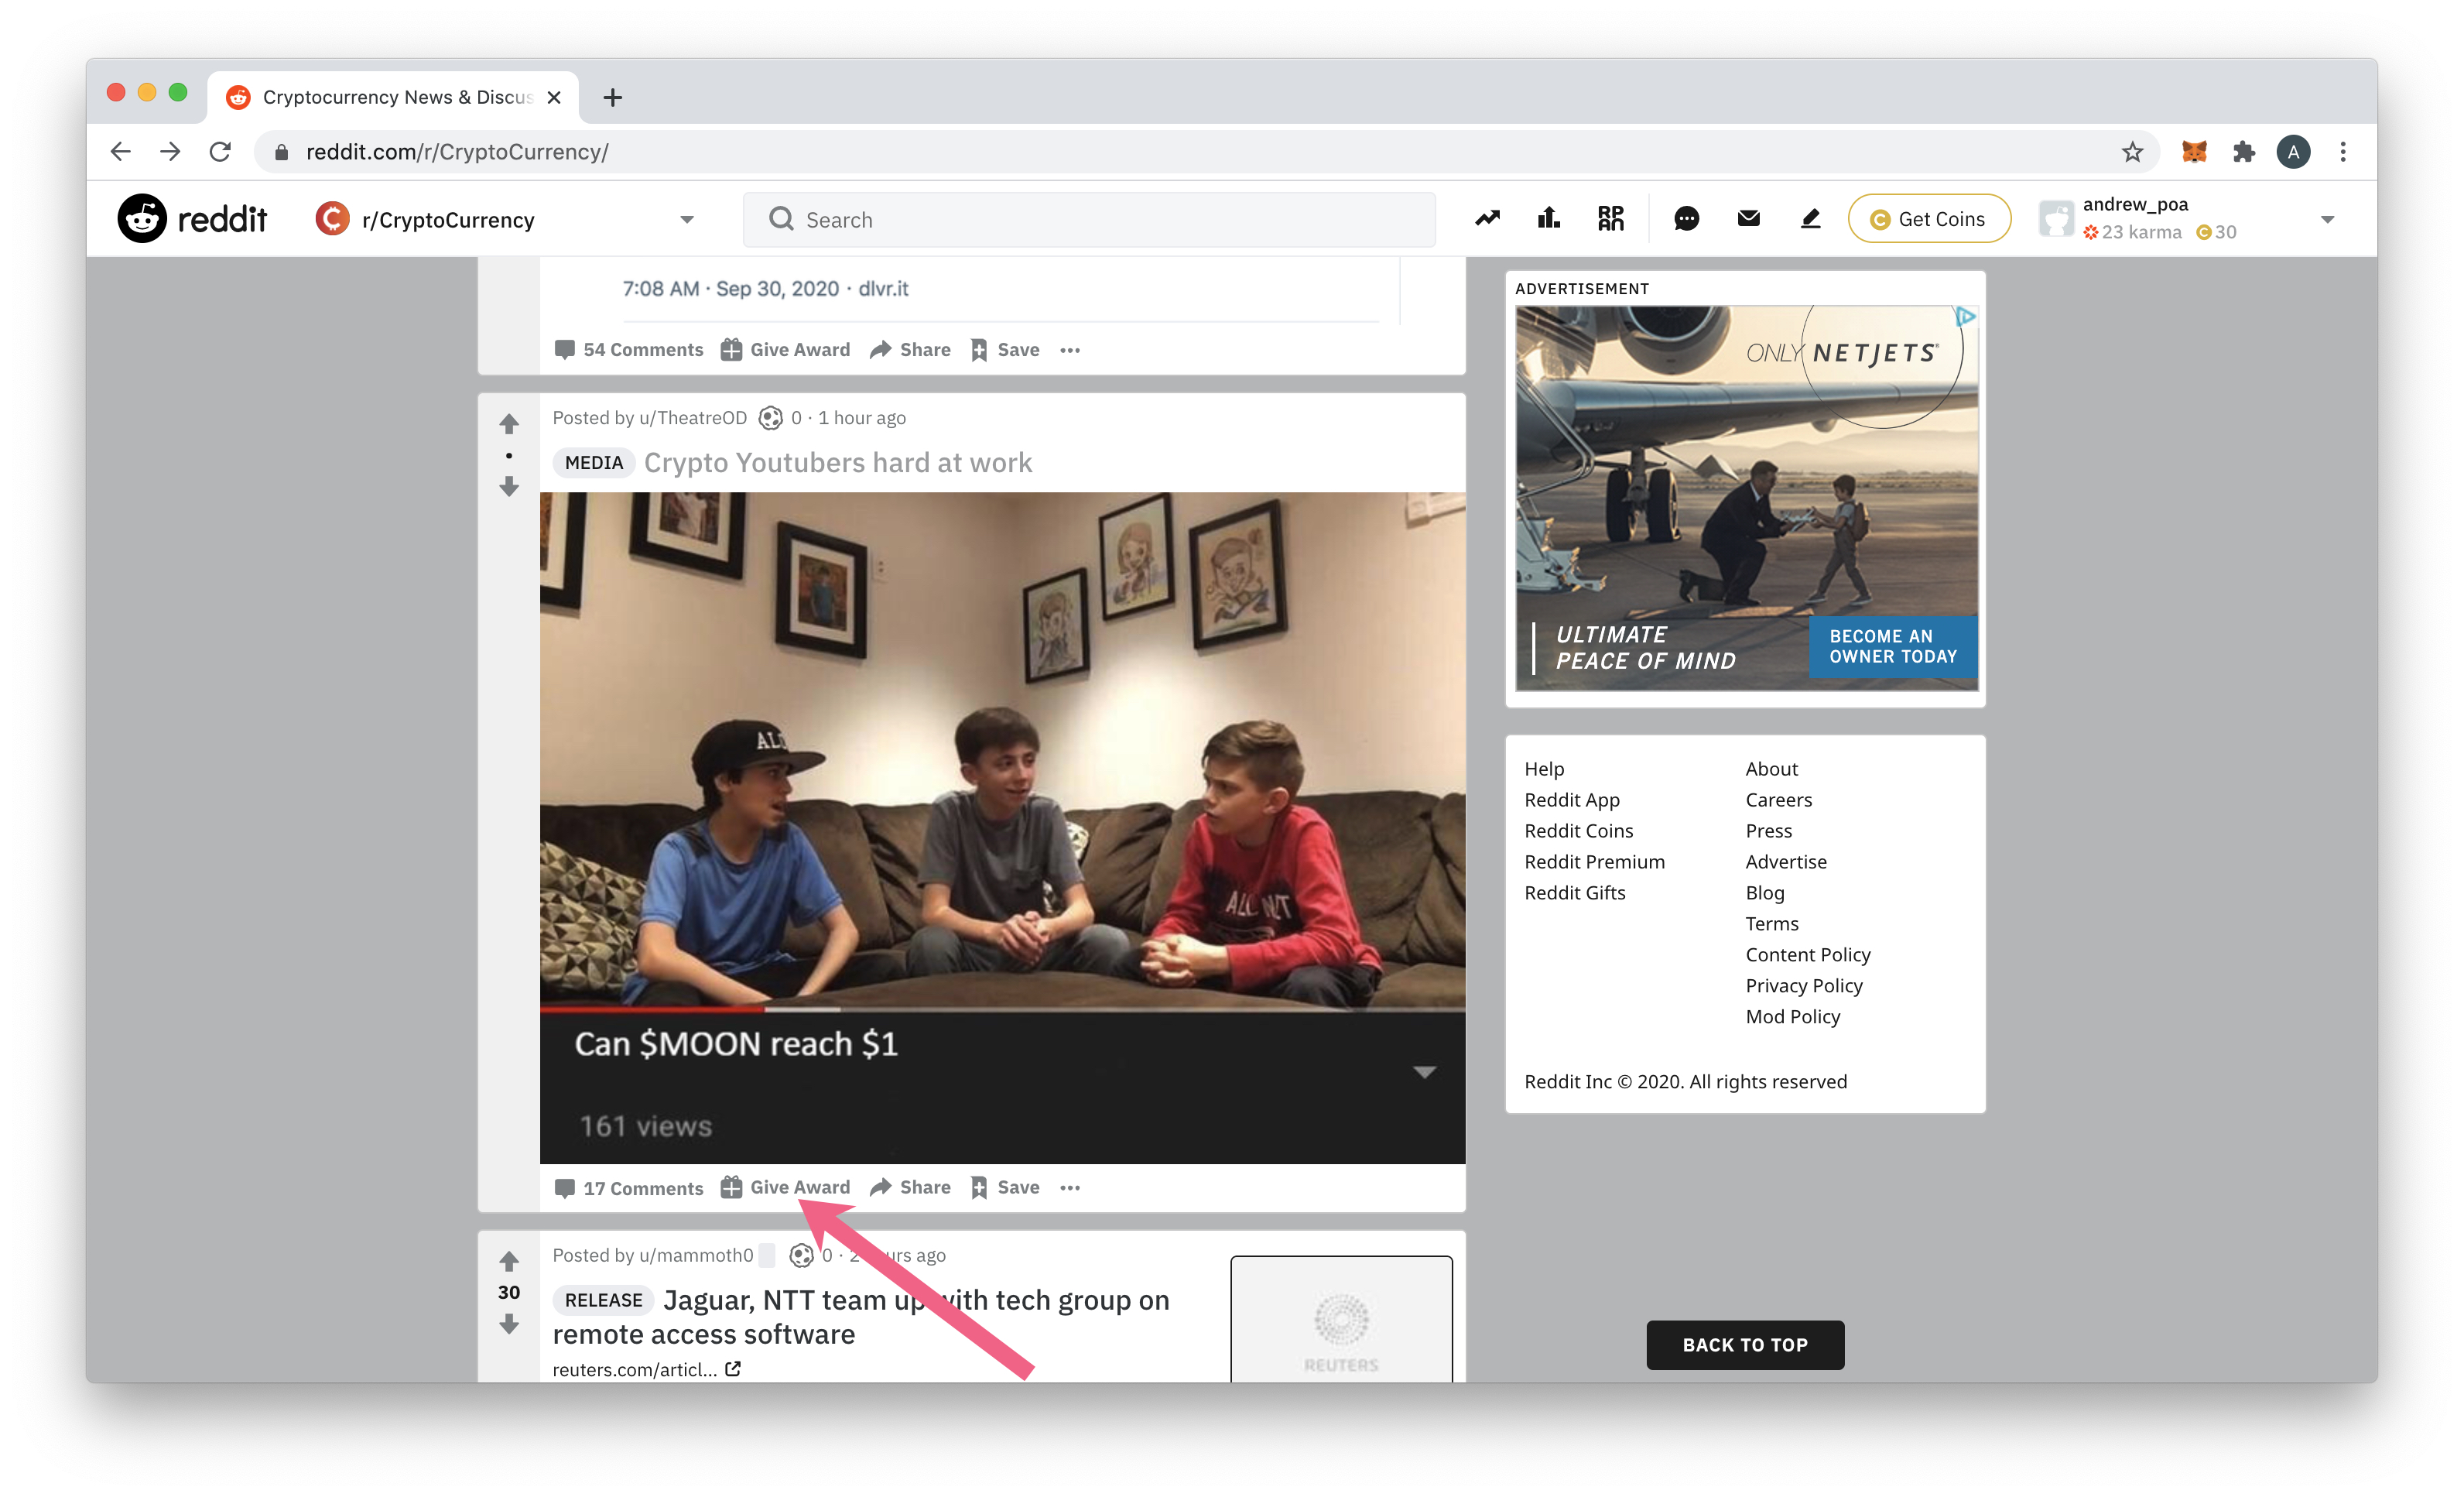 Cryptocurrency News & Discus
reddit.com/r/CryptoCurrency/
A
reddit
r/CryptoCurrency
Search
RPAN
Get Coins
andrew_poa
23 karma
30
7:08 AM · Sep 30, 2020 · dlvr.it
54 Comments
Give Award
Share
Save
Posted by u/TheatreOD
0 · 1 hour ago
MEDIA
Crypto Youtubers hard at work
Can $MOON reach $1
161 views
17 Comments
Give Award
Share
Save
Posted by u/mammoth0
0 ·
ago
30
RELEASE
Jaguar, NTT team up with tech group on
remote access software
reuters.com/articl...
REUTERS
ADVERTISEMENT
ONLY NETJETS
ULTIMATE
PEACE OF MIND
BECOME AN
OWNER TODAY
Help
Reddit App
Reddit Coins
Reddit Premium
Reddit Gifts
About
Careers
Press
Advertise
Blog
Terms
Content Policy
Privacy Policy
Mod Policy
Reddit Inc © 2020. All rights reserved
BACK TO TOP